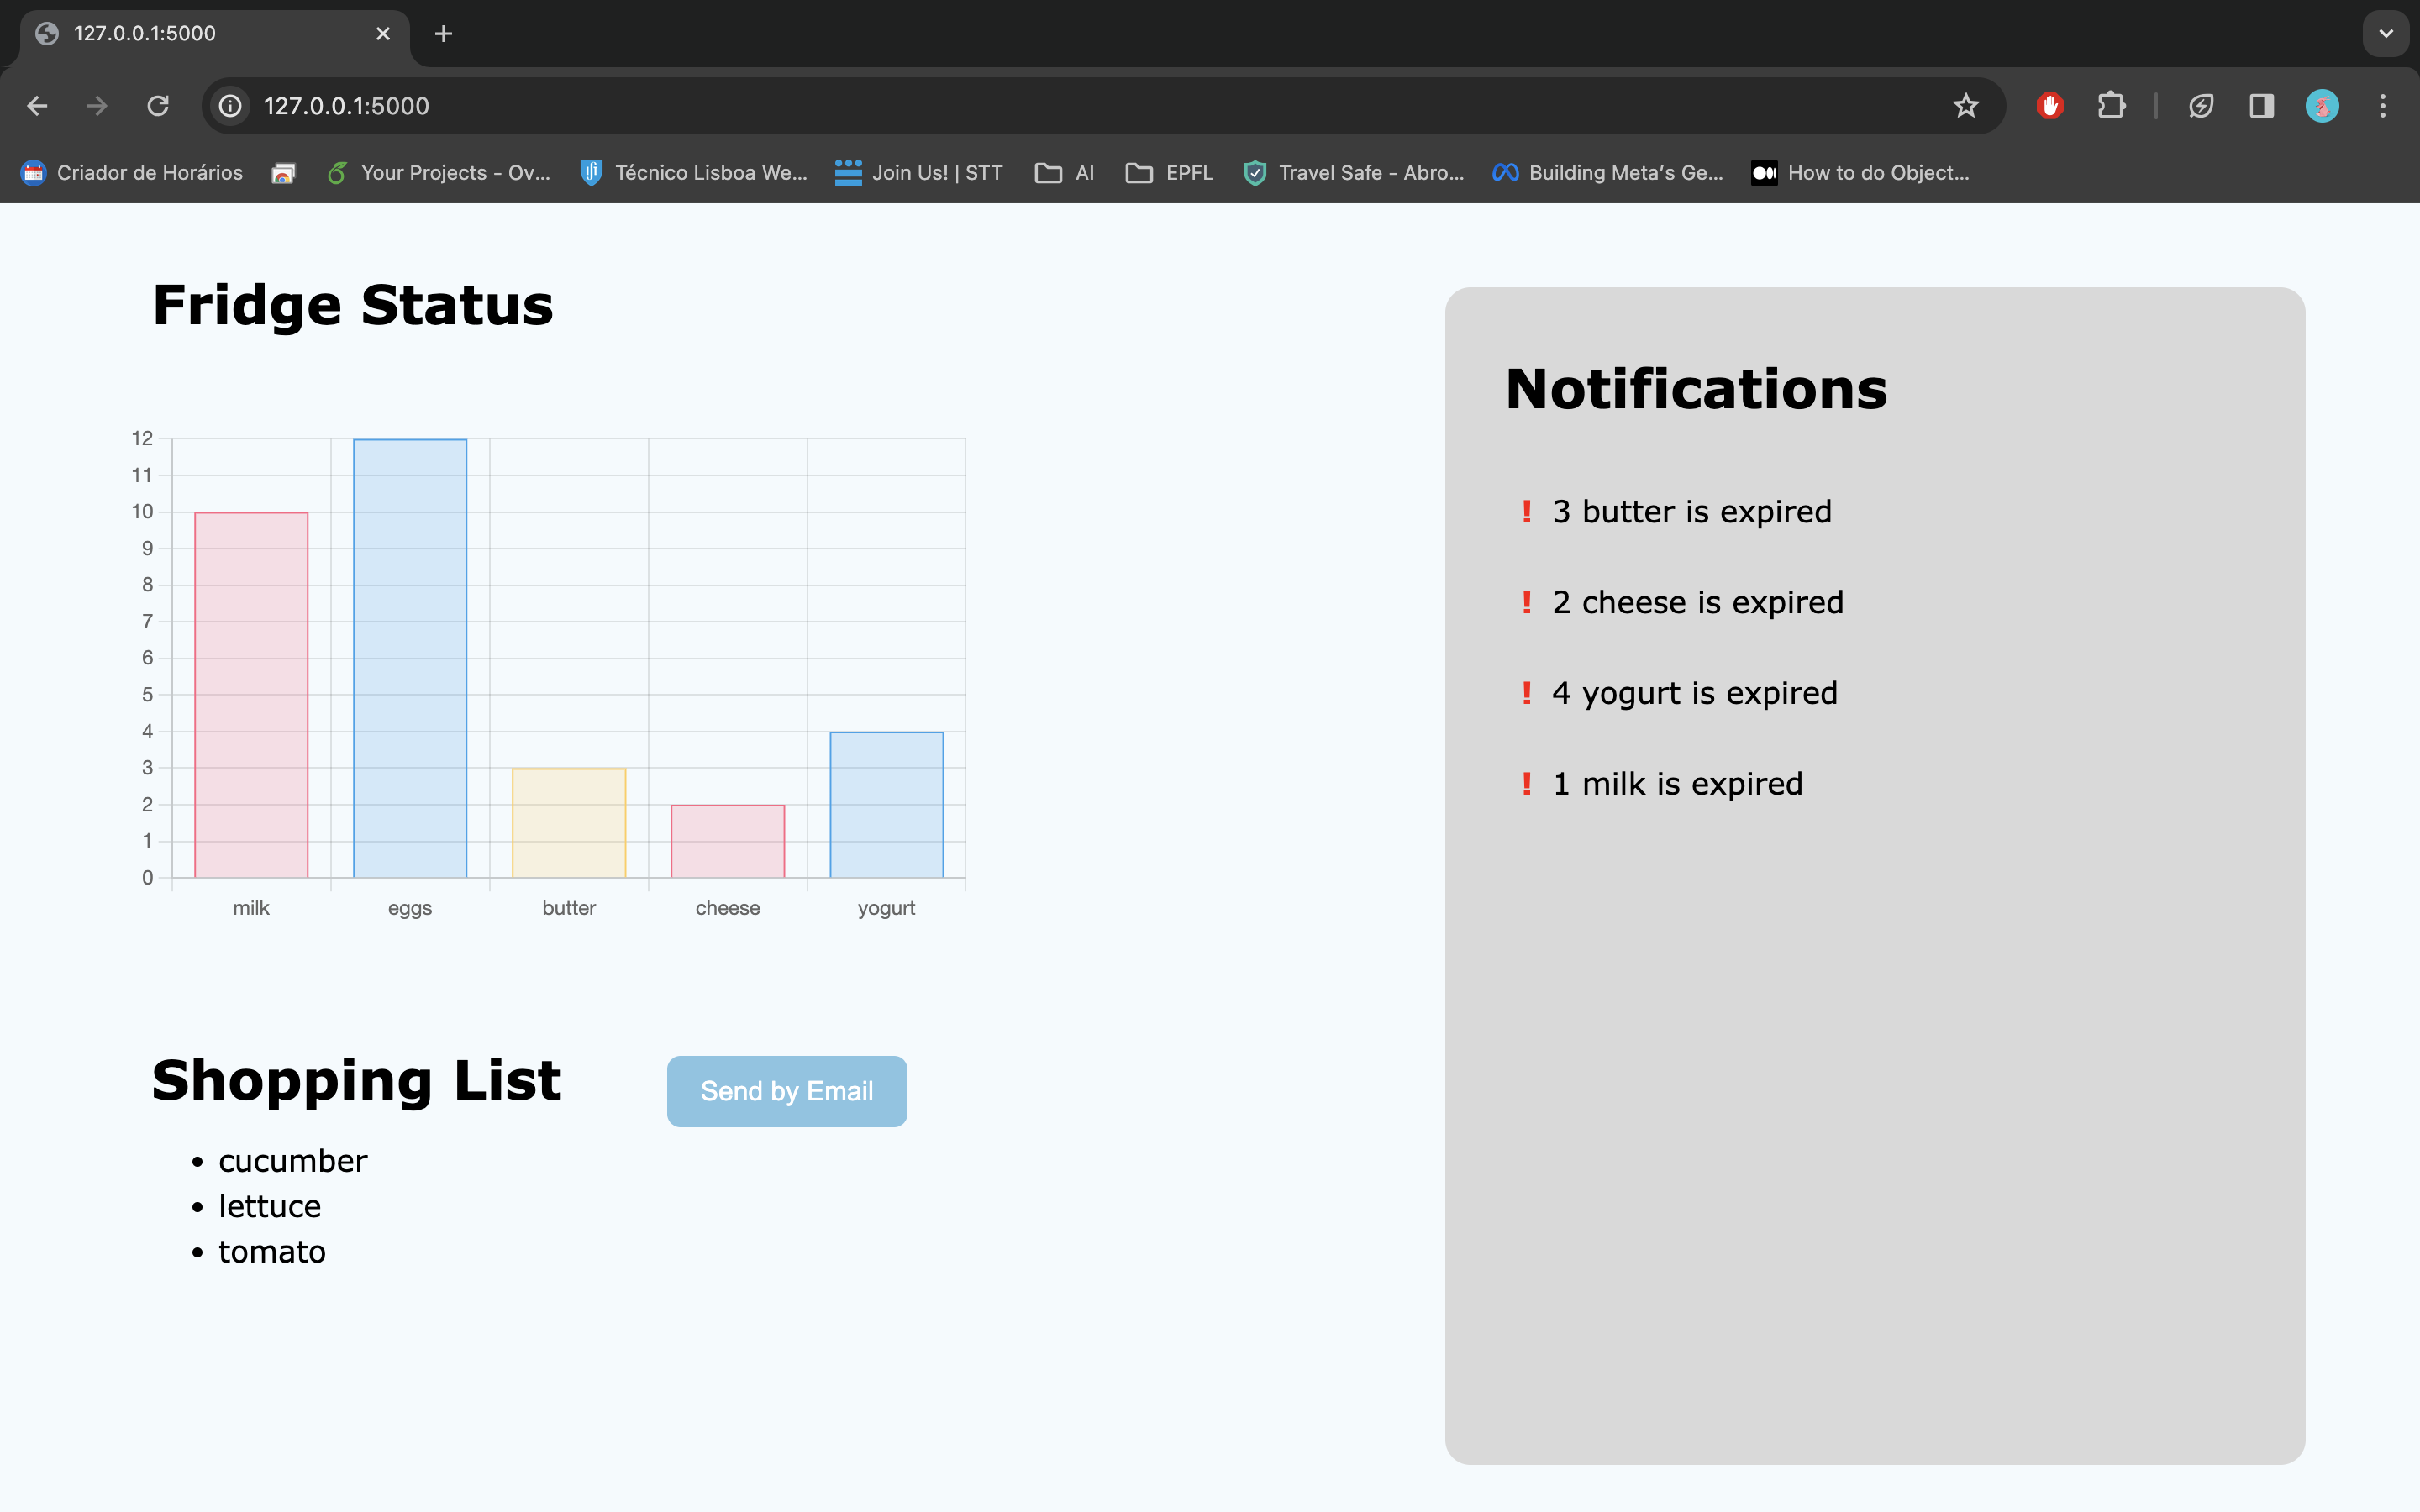 127.0.0.1:5000
127.0.0.1:5000
Criador de Horários
Your Projects - Ov...
Técnico Lisboa We...
Join Us! | STT
AI
EPFL
Travel Safe - Abro...
Building Meta's Ge...
How to do Object...
Fridge Status
12
11
10
9
8
7
6
5
4
3
2
1
0
milk eggs butter cheese yogurt
Shopping List
Send by Email
• cucumber
• lettuce
• tomato
Notifications
! 3 butter is expired
! 2 cheese is expired
! 4 yogurt is expired
! 1 milk is expired